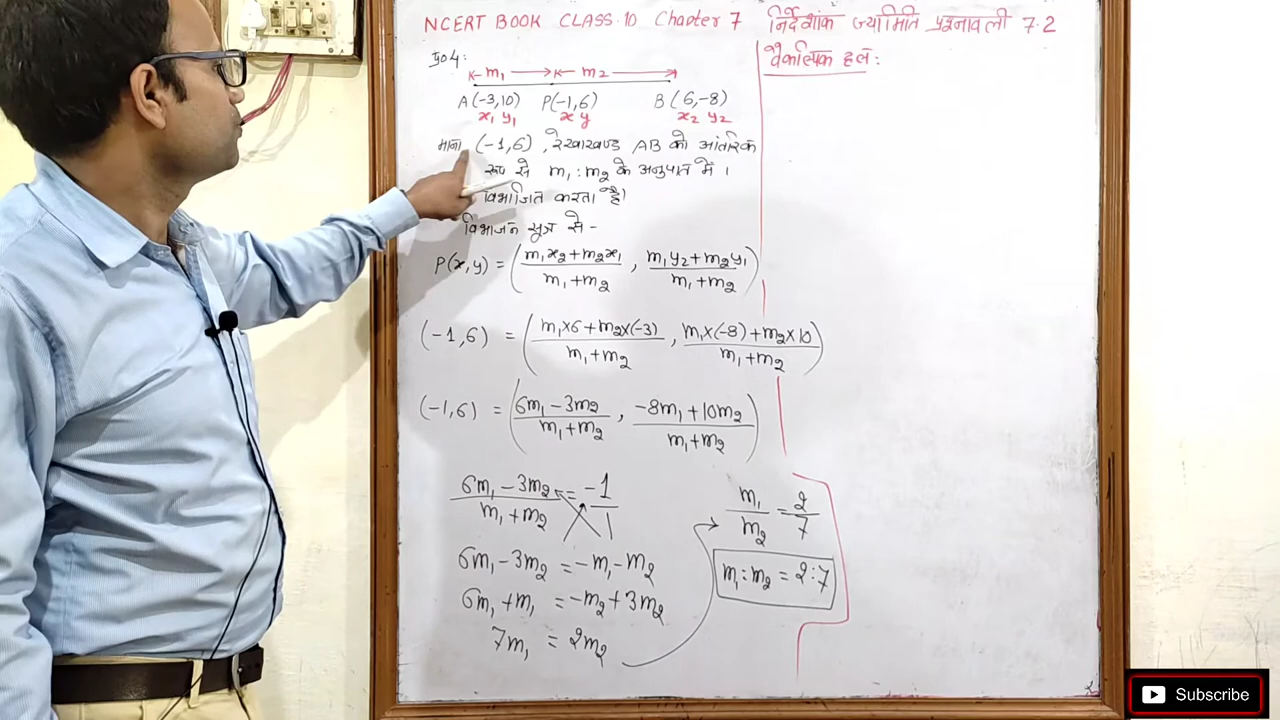 NCERT BOOK CLASS-10 Chapter 7 निर्देशांक ज्यामिति प्रश्नावली 7.2
प्र04:
वैकल्पिक हल:
m₁ m₂
A(-3,10) P(-1,6) B(6,-8)
x₁ y₁ x y x₂ y₂
माना (-1,6), रेखाखण्ड AB को आंतरिक
रूप से m₁:m₂ के अनुपात में।
विभाजित करता है।
विभाजन सूत्र से -
P(x,y) = ((m₁x₂+m₂x₁)/(m₁+m₂), (m₁y₂+m₂y₁)/(m₁+m₂))
(-1,6) = ((m₁×6+m₂×(-3))/(m₁+m₂), (m₁×(-8)+m₂×10)/(m₁+m₂))
(-1,6) = ((6m₁-3m₂)/(m₁+m₂), (-8m₁+10m₂)/(m₁+m₂))
(6m₁-3m₂)/(m₁+m₂) = -1/1
6m₁-3m₂ = -m₁-m₂
6m₁+m₁ = -m₂+3m₂
7m₁ = 2m₂
m₁/m₂ = 2/7
m₁:m₂ = 2:7
Subscribe